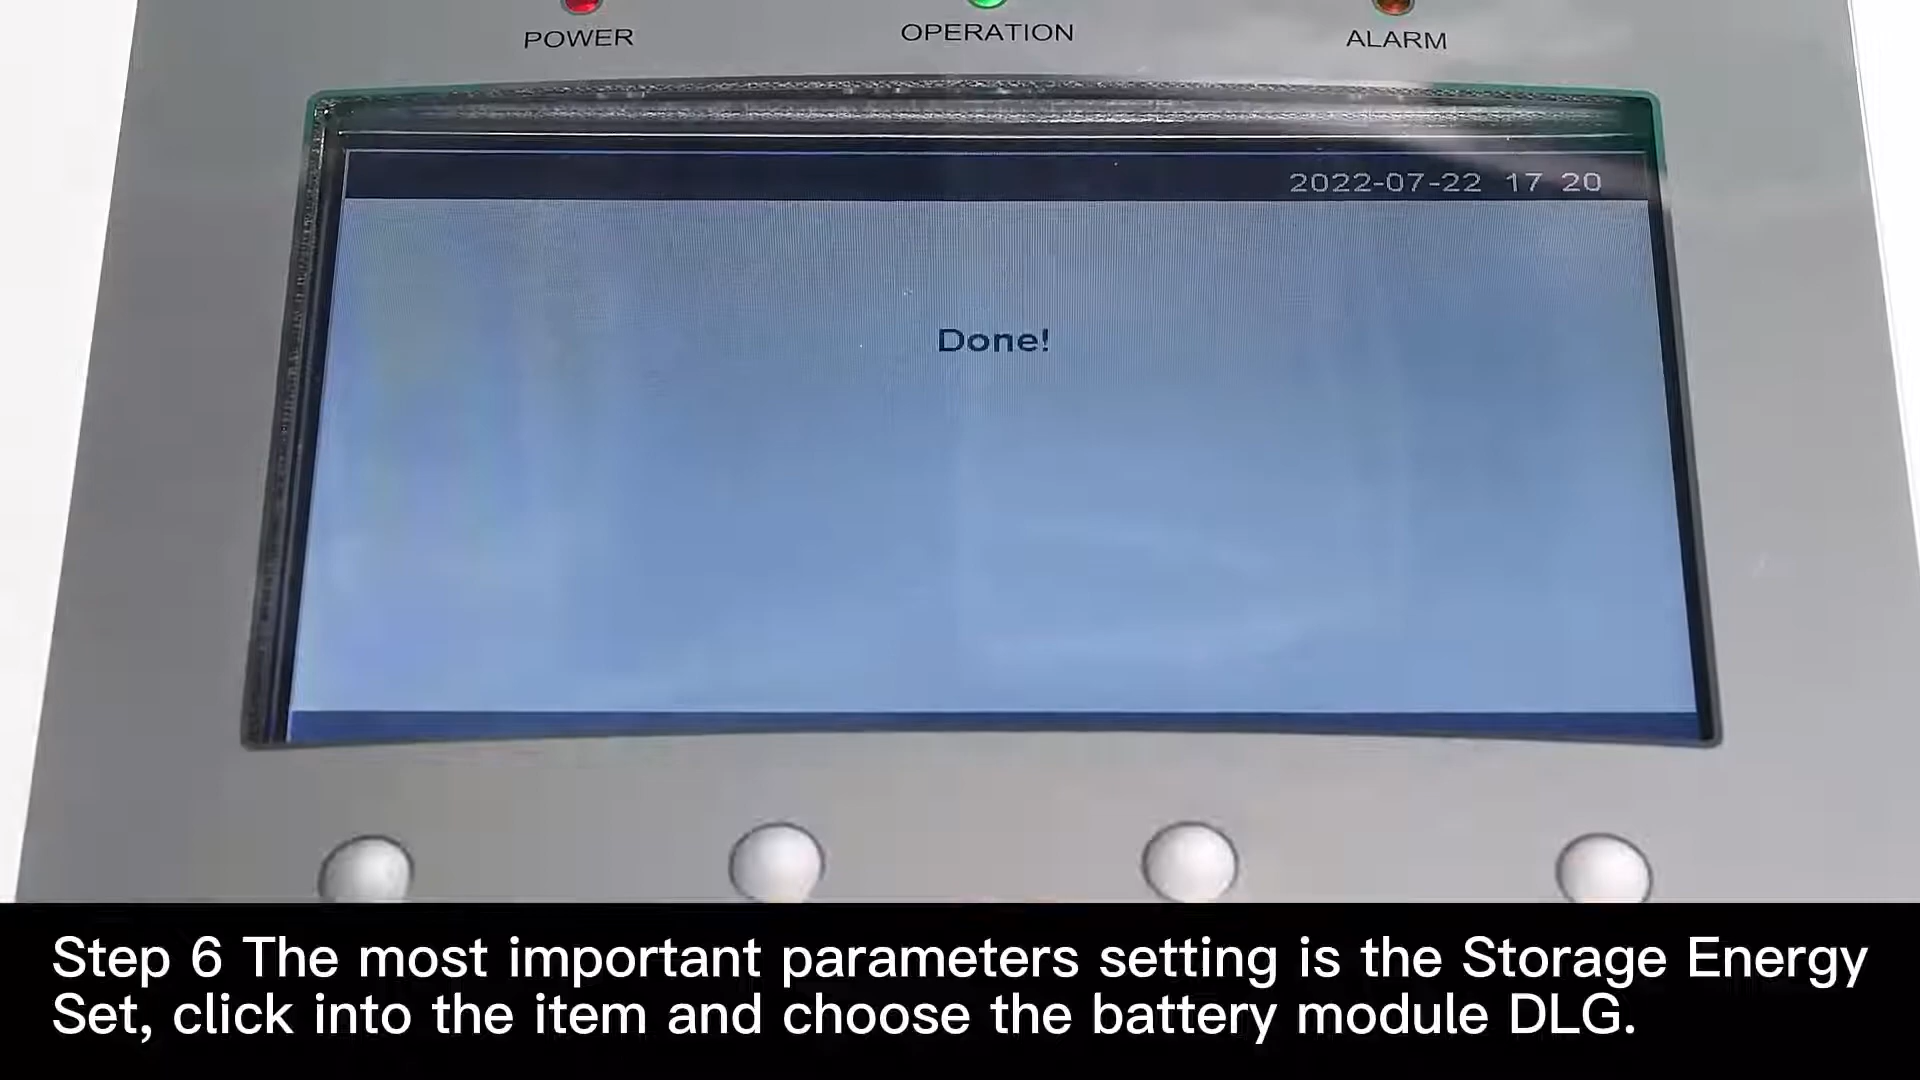 POWER
OPERATION
ALARM
2022-07-22 17 20
Done!
Step 6 The most important parameters setting is the Storage Energy
Set, click into the item and choose the battery module DLG.